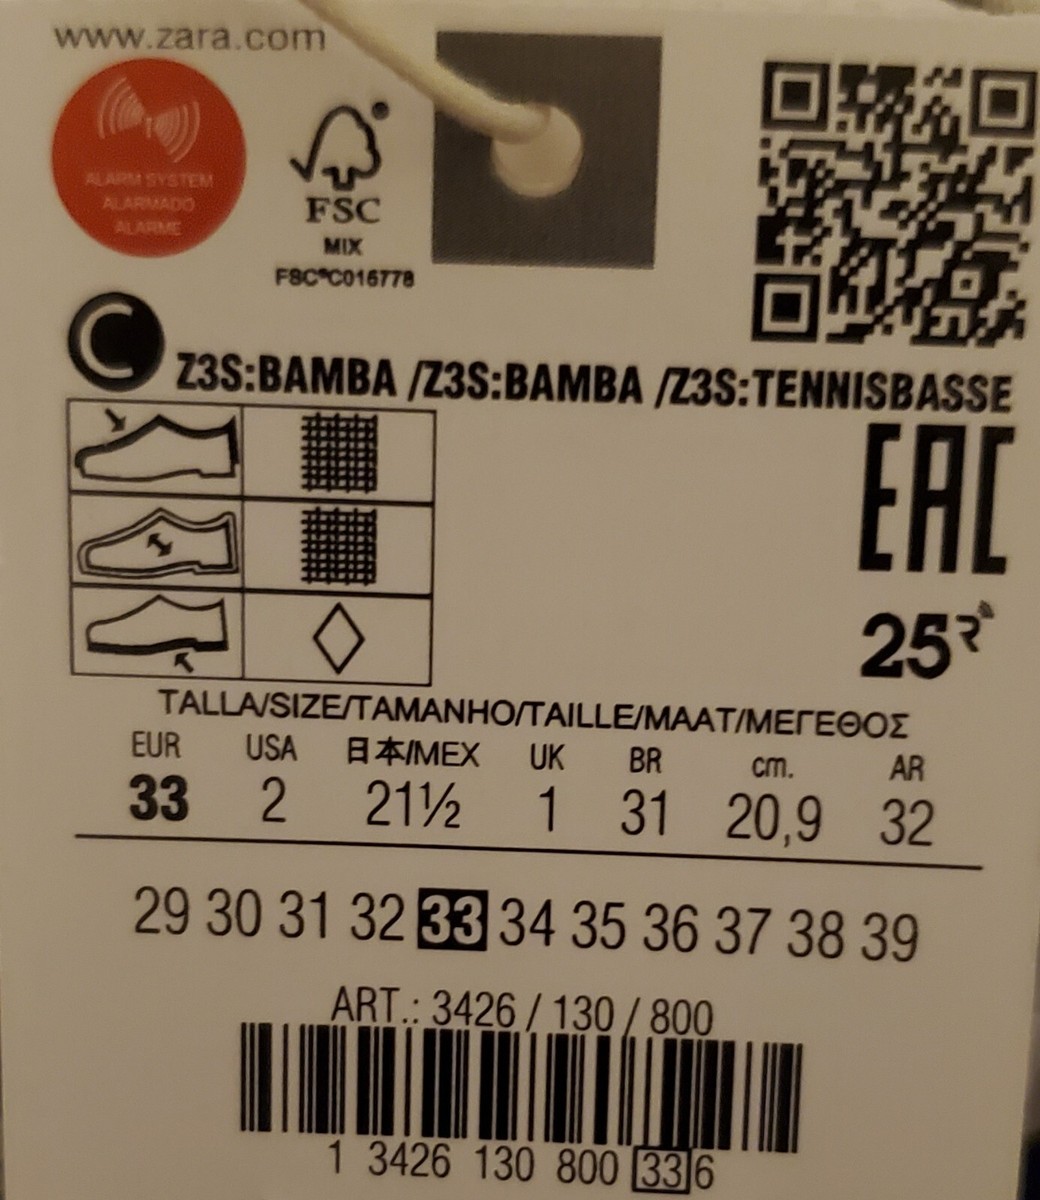 www.zara.com
ALARM SYSTEM
ALARMADO
ALARME
FSC
MIX
FSC®C016778
C
Z3S:BAMBA /Z3S:BAMBA /Z3S:TENNISBASSE
EAC
25
TALLA/SIZE/TAMANHO/TAILLE/MAAT/ΜΕΓΕΘΟΣ
EUR USA 日本/MEX UK BR cm. AR
33 2 21½ 1 31 20,9 32
29 30 31 32 33 34 35 36 37 38 39
ART.: 3426 / 130 / 800
1 3426 130 800 33 6